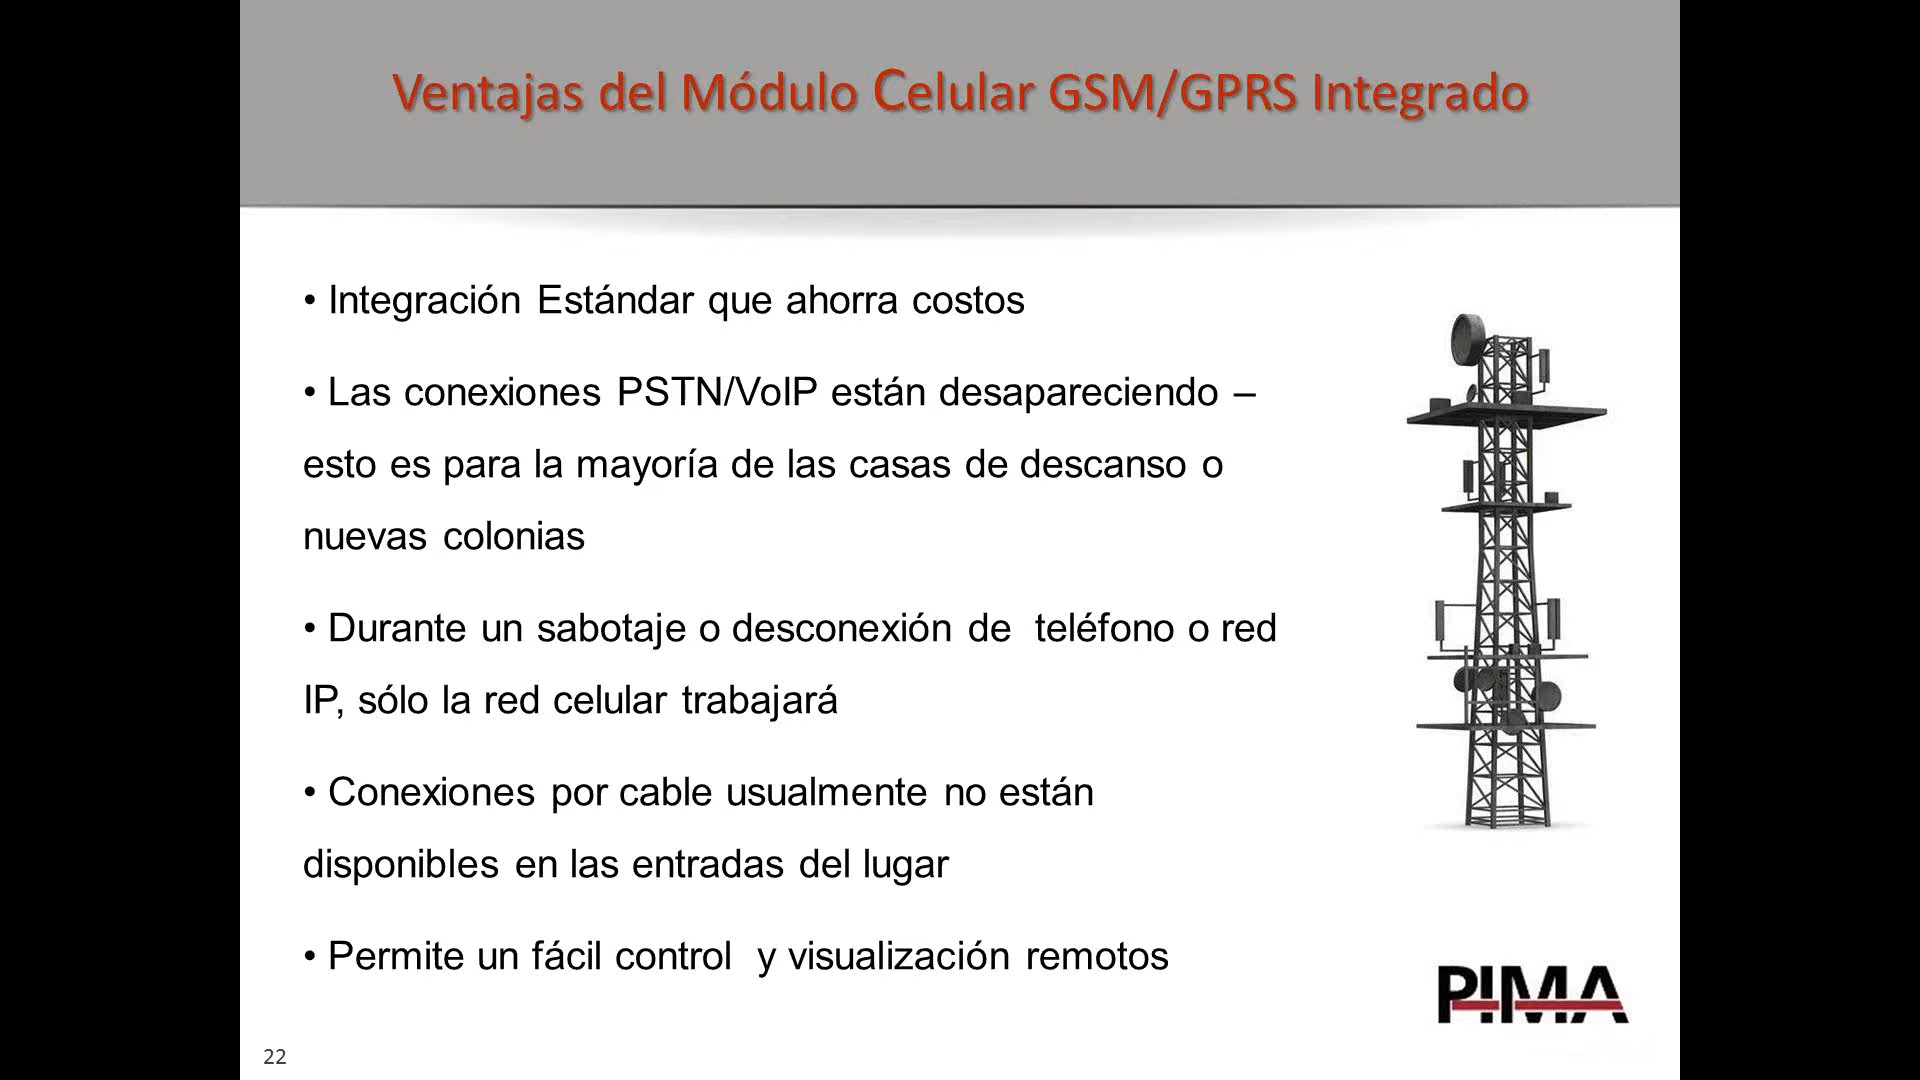 Ventajas del Módulo Celular GSM/GPRS Integrado
• Integración Estándar que ahorra costos
• Las conexiones PSTN/VoIP están desapareciendo –
esto es para la mayoría de las casas de descanso o
nuevas colonias
• Durante un sabotaje o desconexión de teléfono o red
IP, sólo la red celular trabajará
• Conexiones por cable usualmente no están
disponibles en las entradas del lugar
• Permite un fácil control y visualización remotos
PIMA
22